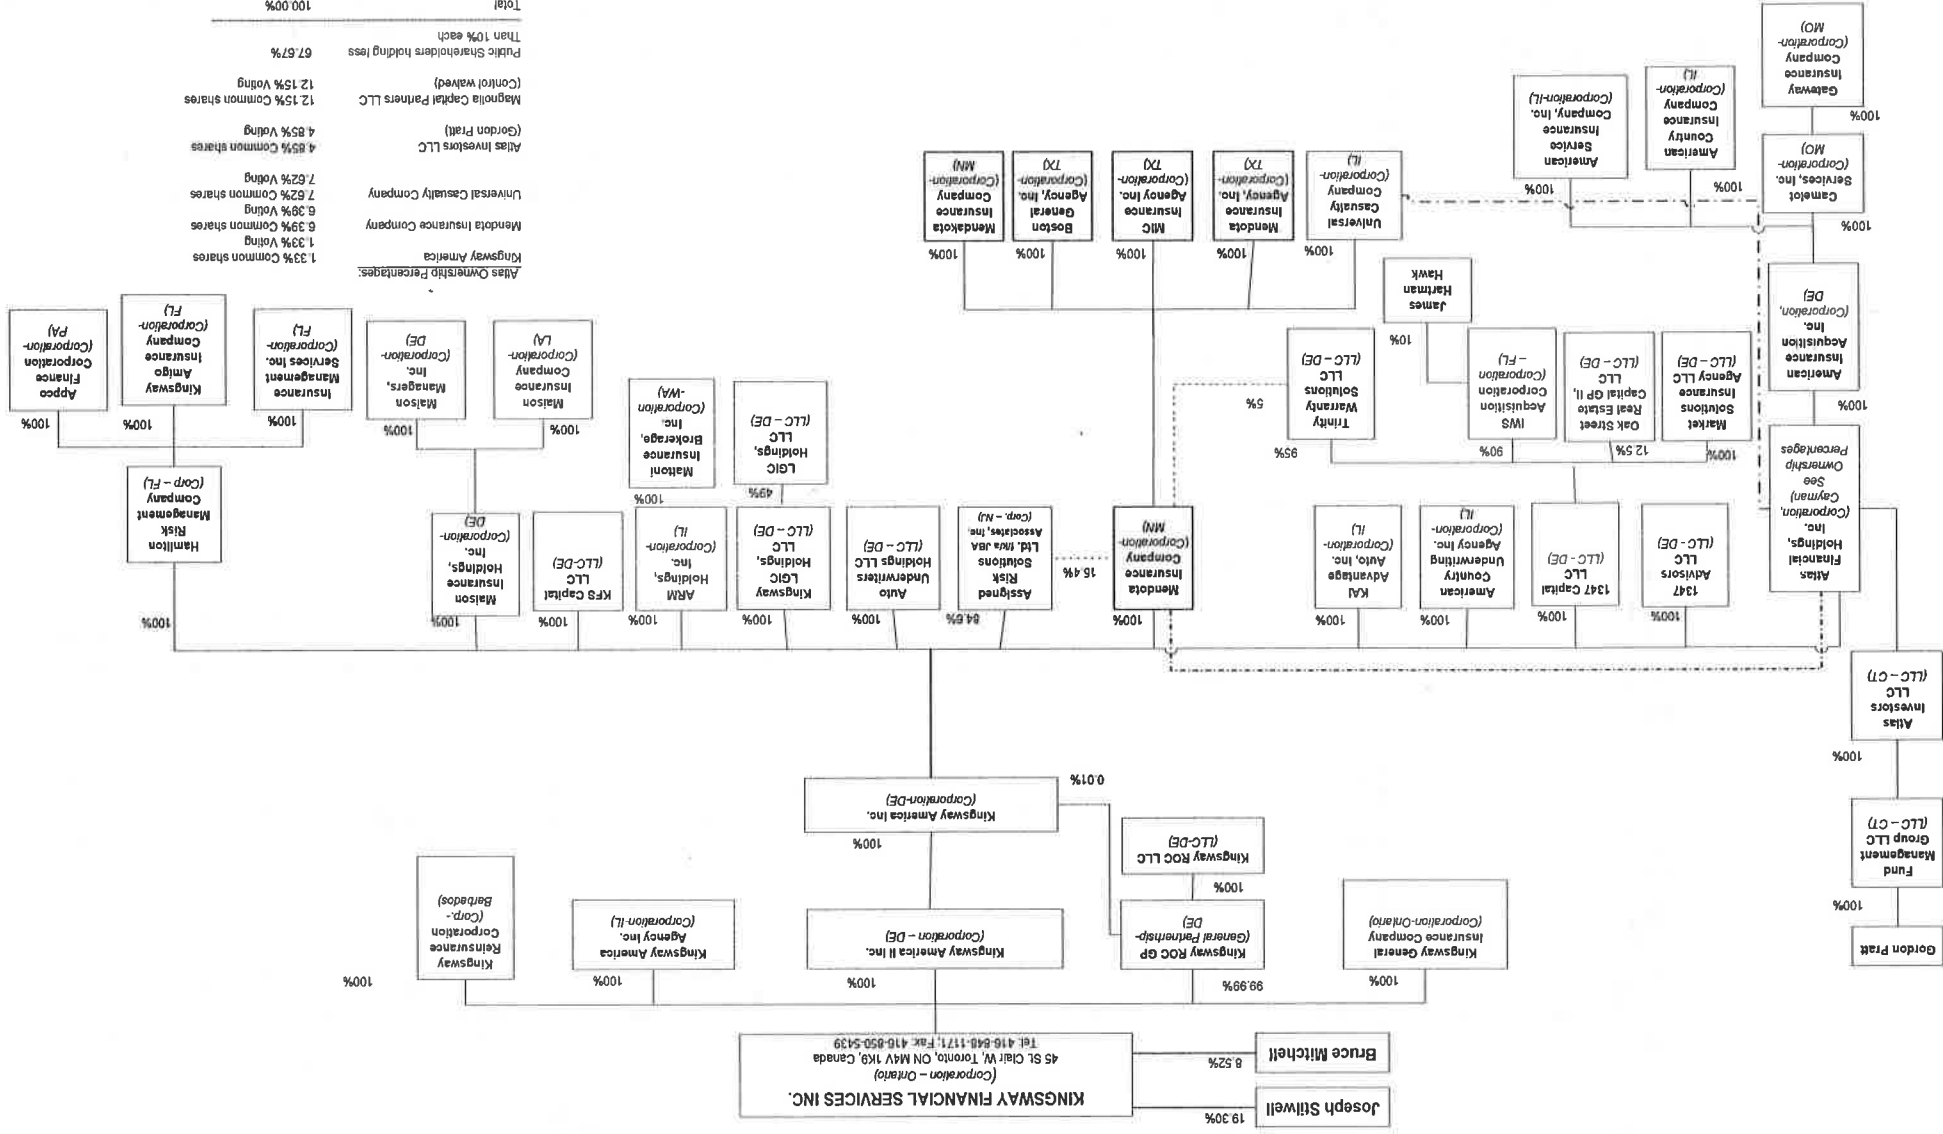 Joseph Stilwell
19.30%
Bruce Mitchell
8.52%
KINGSWAY FINANCIAL SERVICES INC.
(Corporation – Ontario)
45 St. Clair W, Toronto, ON M4V 1K9, Canada
Tel: 416-848-1171; Fax: 416-850-5439
Gordon Pratt
100%
Fund
Management
Group LLC
(LLC – CT)
100%
Atlas
Investors
LLC
(LLC – CT)
100%
Kingsway General
Insurance Company
(Corporation-Ontario)
99.99%
Kingsway ROC GP
(General Partnership-
DE)
100%
Kingsway ROC LLC
(LLC-DE)
100%
Kingsway America II Inc.
(Corporation – DE)
100%
Kingsway America
Agency Inc.
(Corporation-IL)
100%
Kingsway
Reinsurance
Corporation
(Corp.-
Barbados)
100%
Kingsway America Inc.
(Corporation-DE)
0.01%
Atlas
Financial
Holdings,
Inc.
(Corporation,
Cayman)
See
Ownership
Percentages
100%
1347
Advisors
LLC
(LLC - DE)
100%
1347 Capital
LLC
(LLC - DE)
100%
American
Country
Underwriting
Agency Inc.
(Corporation-
IL)
100%
KAI
Advantage
Auto, Inc.
(Corporation-
IL)
100%
Mendota
Insurance
Company
(Corporation-
MN)
15.4%
84.6%
Assigned
Risk
Solutions
Ltd. thru JBA
Associates, Inc.
(Corp. – NJ)
100%
Auto
Underwriters
Holdings LLC
(LLC – DE)
100%
Kingsway
LGIC
Holdings,
LLC
(LLC – DE)
100%
ARM
Holdings,
Inc.
(Corporation-
IL)
100%
KFS Capital
LLC
(LLC-DE)
100%
Maison
Insurance
Holdings,
Inc.
(Corporation-
DE)
100%
Hamilton
Risk
Management
Company
(Corp – FL)
100%
American
Insurance
Acquisition
Inc.
(Corporation,
DE)
100%
Market
Solutions
Insurance
Agency LLC
(LLC – DE)
12.5%
Oak Street
Real Estate
Capital GP II,
LLC
(LLC – DE)
90%
IWS
Acquisition
Corporation
(Corporation
– FL)
10%
James
Hartman
Hawk
95%
Trinity
Warranty
Solutions
LLC
(LLC – DE)
5%
49%
LGIC
Holdings,
LLC
(LLC – DE)
100%
Mattoni
Insurance
Brokerage,
Inc.
(Corporation
-WA)
100%
Maison
Insurance
Company
(Corporation-
LA)
100%
Maison
Managers,
Inc.
(Corporation-
DE)
100%
Insurance
Management
Services Inc.
(Corporation-
FL)
100%
Kingsway
Amigo
Insurance
Company
(Corporation-
FL)
100%
Appco
Finance
Corporation
(Corporation-
PA)
100%
Camelot
Services, Inc.
(Corporation-
MO)
100%
Gateway
Insurance
Company
(Corporation-
MO)
100%
American
Country
Insurance
Company
(Corporation-
IL)
100%
American
Service
Insurance
Company, Inc.
(Corporation-IL)
100%
Universal
Casualty
Company
(Corporation-
IL)
100%
Mendota
Insurance
Agency, Inc.
(Corporation-
TX)
100%
MIC
Insurance
Agency Inc.
(Corporation-
TX)
100%
Boston
General
Agency, Inc.
(Corporation-
TX)
100%
Mendakota
Insurance
Company
(Corporation-
MN)
Atlas Ownership Percentages:
Kingsway America 1.33% Common shares
1.33% Voting
Mendota Insurance Company 6.39% Common shares
6.39% Voting
Universal Casualty Company 7.62% Common shares
7.62% Voting
Atlas Investors LLC 4.85% Common shares
(Gordon Pratt) 4.85% Voting
Magnolia Capital Partners LLC 12.15% Common shares
(Control waived) 12.15% Voting
Public Shareholders holding less 67.67%
Than 10% each
Total 100.00%